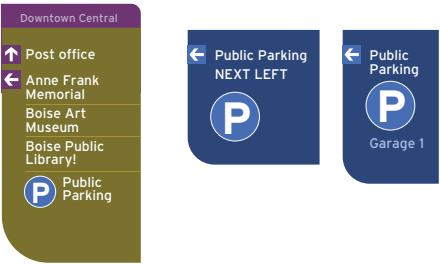 Downtown Central
Post office
Anne Frank
Memorial
Boise Art
Museum
Boise Public
Library!
P
Public
Parking
Public Parking
NEXT LEFT
P
Public
Parking
P
Garage 1